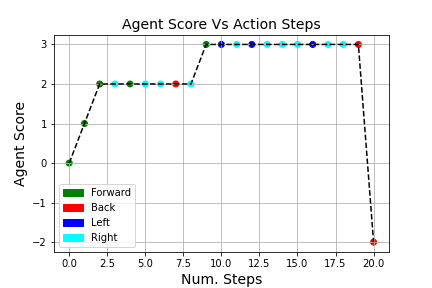 Agent Score Vs Action Steps
Agent Score
3
2
1
0
−1
−2
Forward
Back
Left
Right
0.0 2.5 5.0 7.5 10.0 12.5 15.0 17.5 20.0
Num. Steps